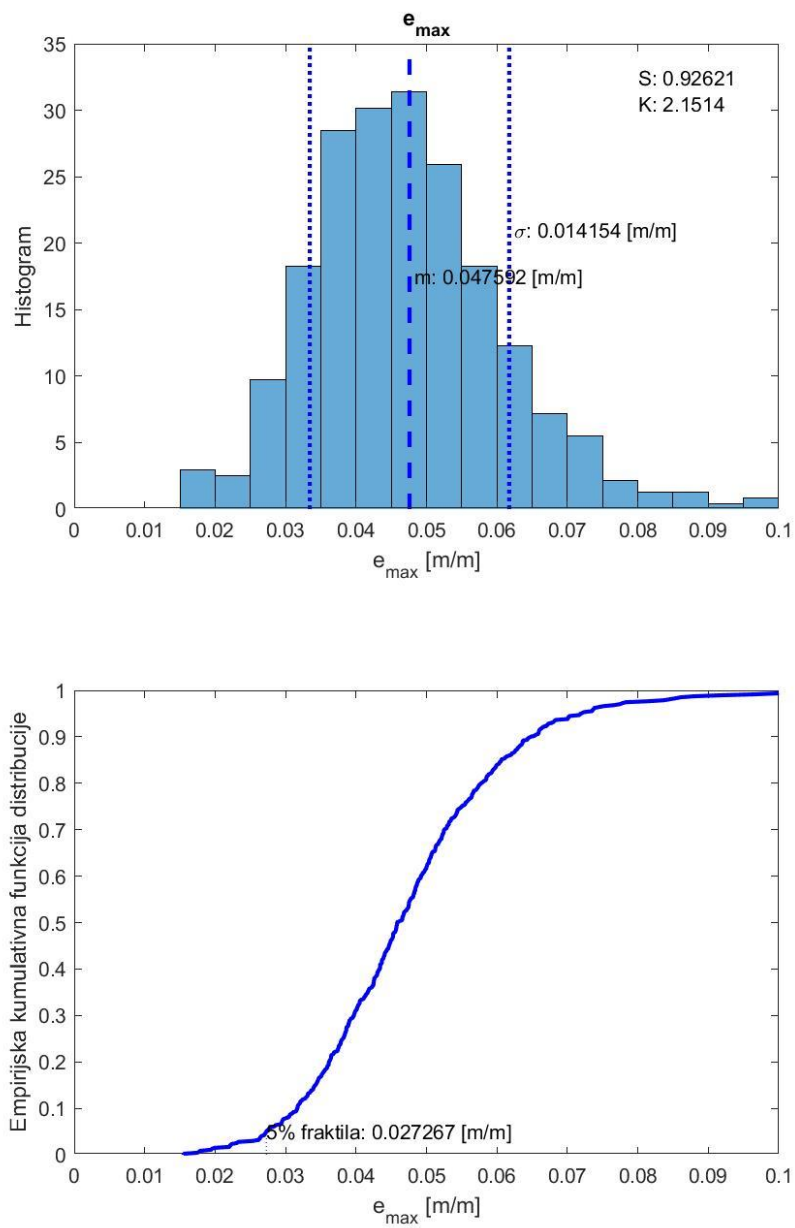 e_max
35
30
25
20
15
10
5
0
Histogram
S: 0.92621
K: 2.1514
σ: 0.014154 [m/m]
m: 0.047592 [m/m]
0 0.01 0.02 0.03 0.04 0.05 0.06 0.07 0.08 0.09 0.1
e_max [m/m]
1
0.9
0.8
0.7
0.6
0.5
0.4
0.3
0.2
0.1
0
Empirijska kumulativna funkcija distribucije
5% fraktila: 0.027267 [m/m]
0 0.01 0.02 0.03 0.04 0.05 0.06 0.07 0.08 0.09 0.1
e_max [m/m]